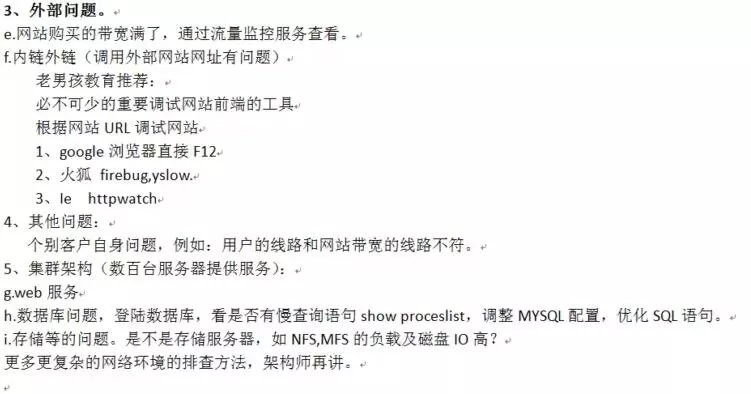 3、外部问题。
e.网站购买的带宽满了，通过流量监控服务查看。
f.内链外链（调用外部网站网址有问题）
老男孩教育推荐：
必不可少的重要调试网站前端的工具
根据网站 URL 调试网站
1、google 浏览器直接 F12
2、火狐 firebug,yslow.
3、Ie httpwatch
4、其他问题：
个别客户自身问题，例如：用户的线路和网站带宽的线路不符。
5、集群架构（数百台服务器提供服务）：
g.web 服务
h.数据库问题，登陆数据库，看是否有慢查询语句 show proceslist，调整 MYSQL 配置，优化 SQL 语句。
i.存储等的问题。是不是存储服务器，如 NFS,MFS 的负载及磁盘 IO 高？
更多更复杂的网络环境的排查方法，架构师再讲。